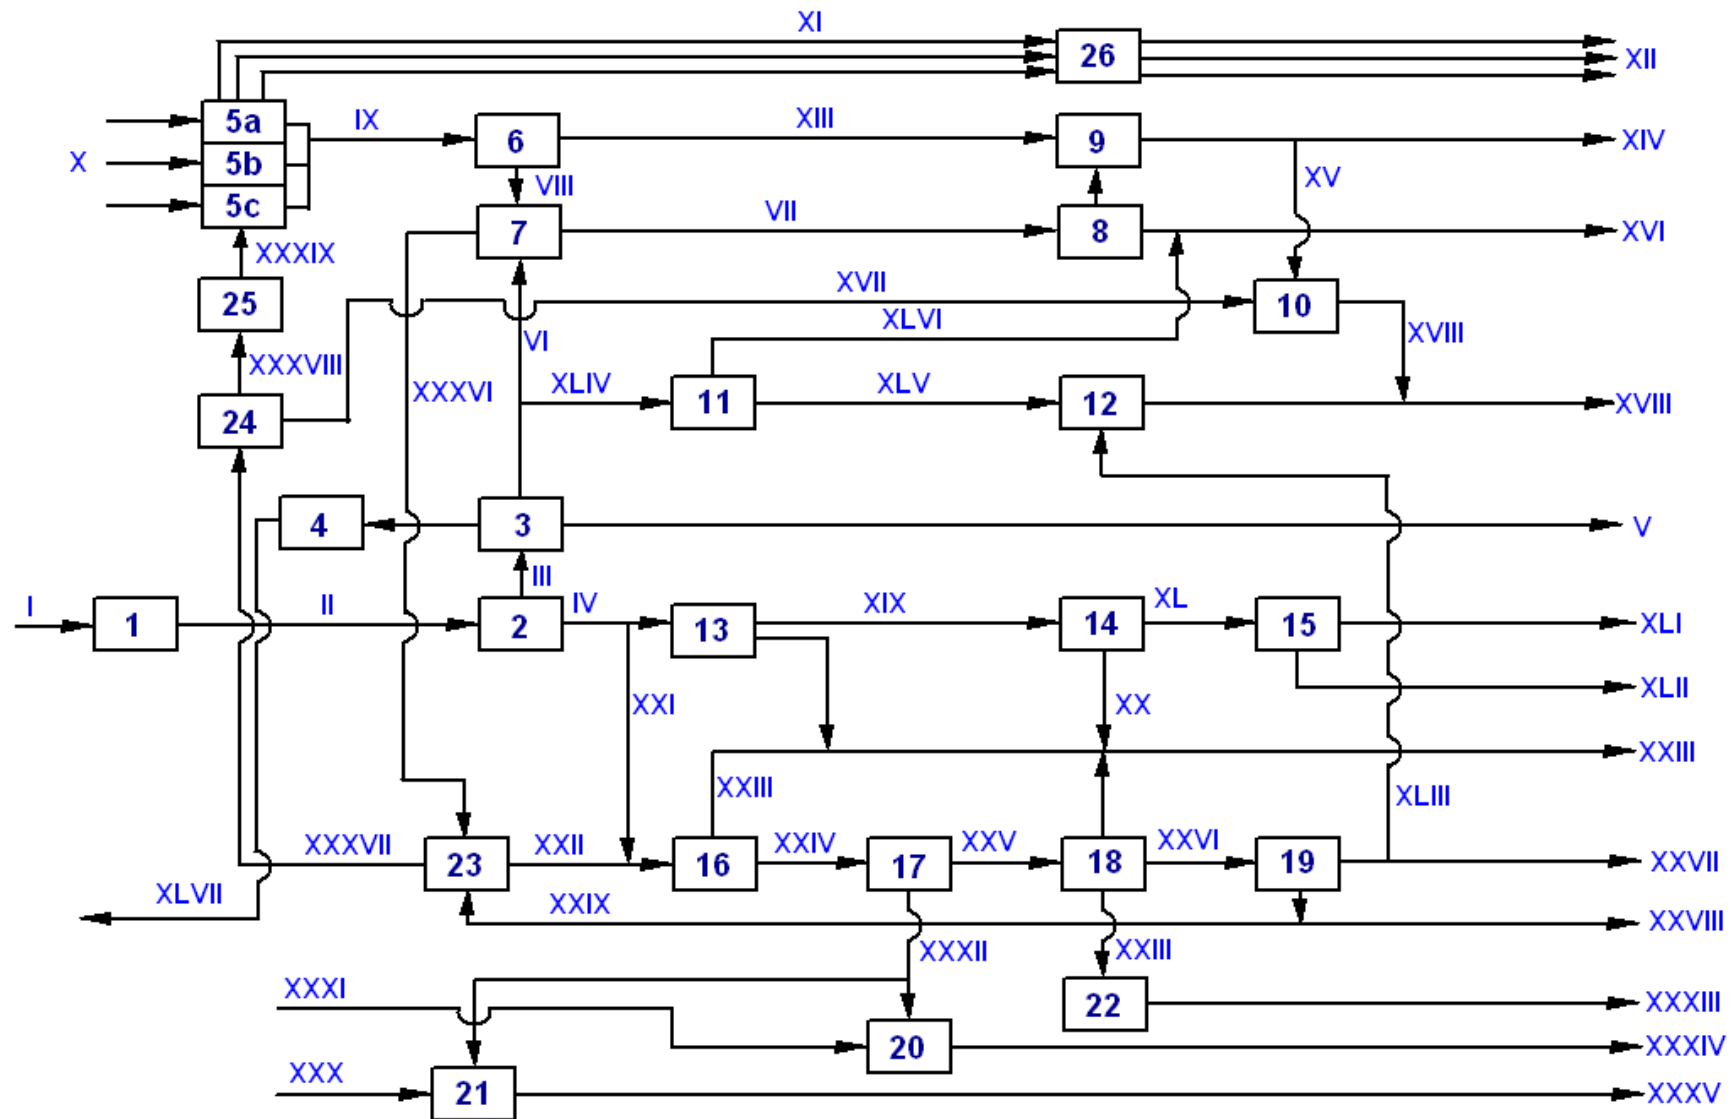 XI
26
XII
5a
IX
XIII
6
9
XIV
X
5b
VIII
XV
5c
VII
7
8
XVI
XXXIX
25
XVII
10
VI
XLVI
XVIII
XXXVIII
XLIV
XLV
XXXVI
11
12
XVIII
24
4
3
V
III
I
II
IV
XIX
XL
1
2
13
14
15
XLI
XLII
XXI
XX
XXIII
XXIII
XLIII
XXXVII
XXII
XXIV
XXV
XXVI
23
16
17
18
19
XXVII
XLVII
XXIX
XXVIII
XXXII
XXIII
XXXI
22
XXXIII
20
XXXIV
XXX
21
XXXV